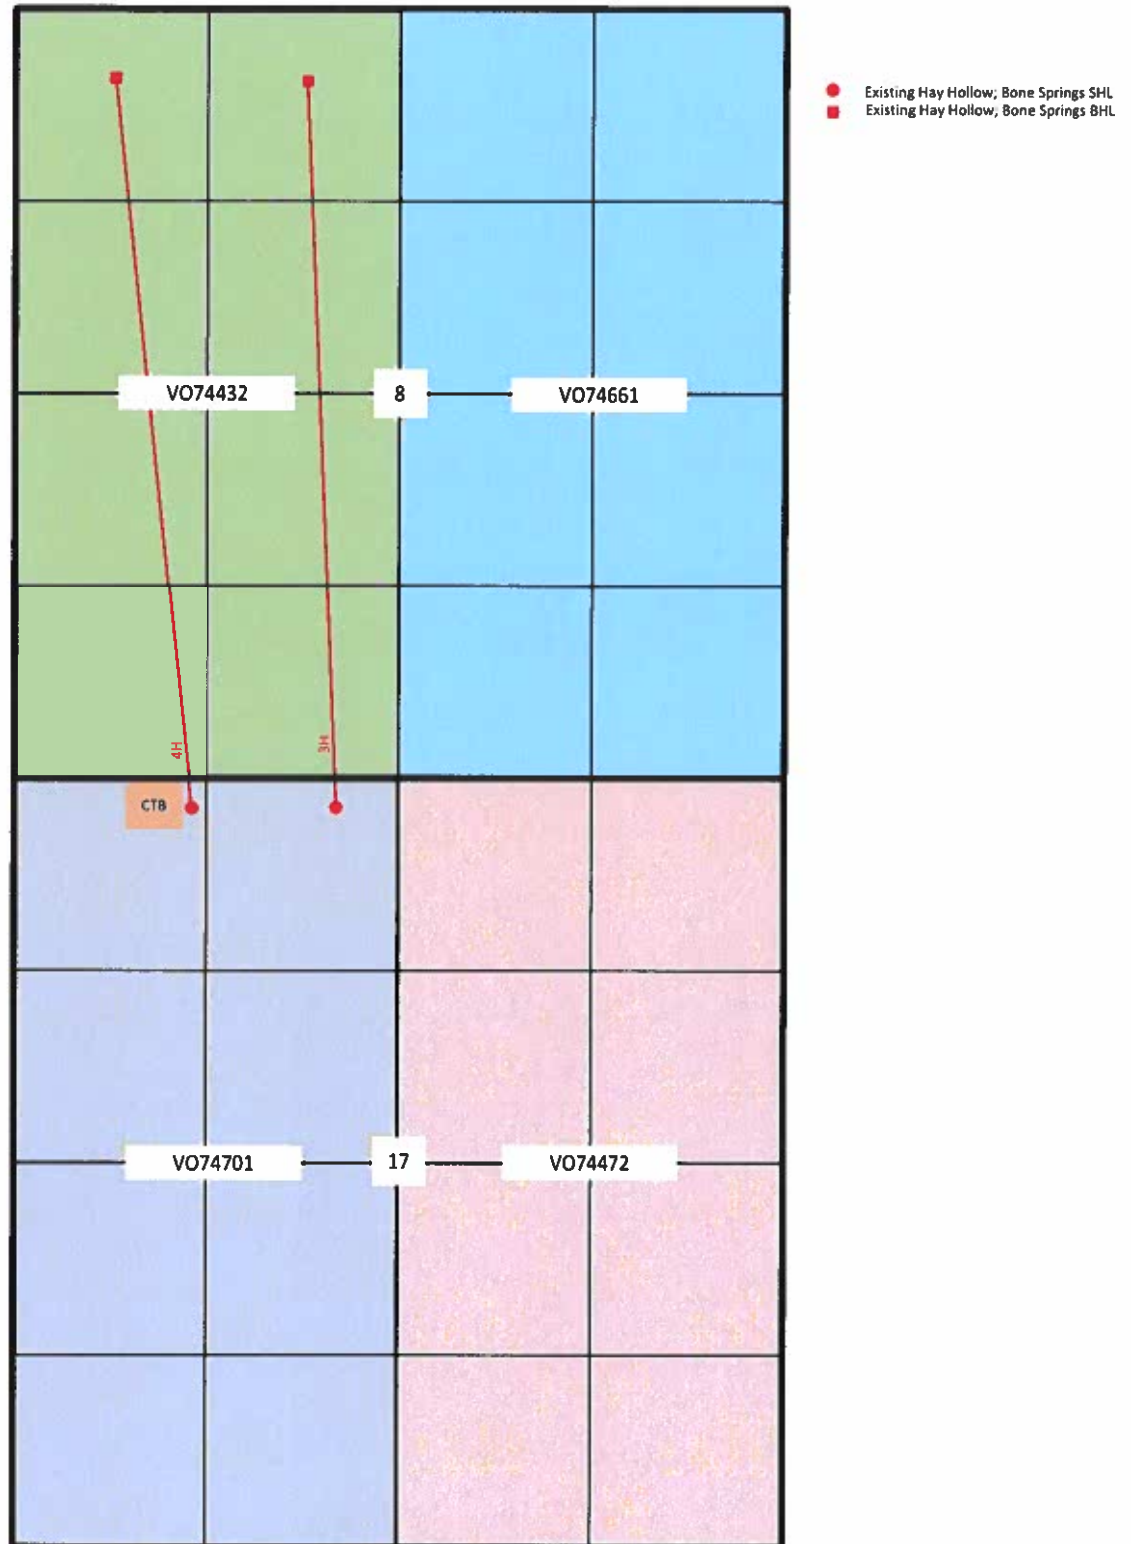 Existing Hay Hollow; Bone Springs SHL
Existing Hay Hollow; Bone Springs BHL
VO74432
8
VO74661
4H
3H
CTB
VO74701
17
VO74472